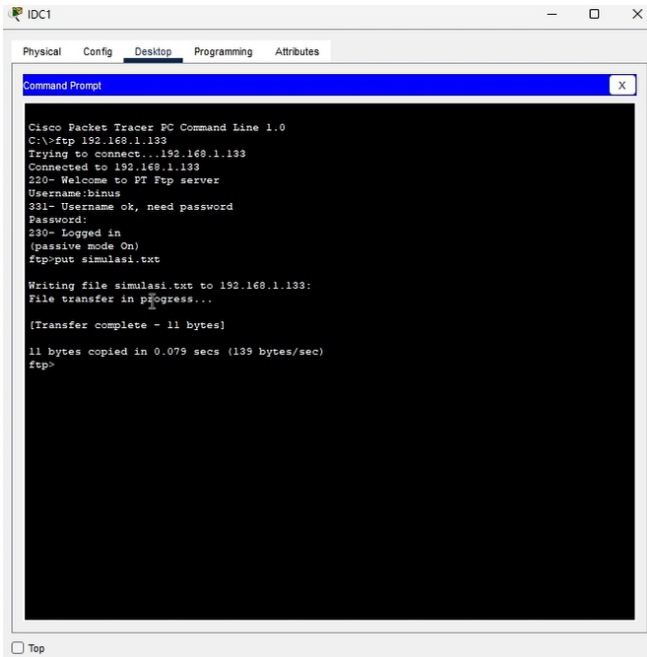 IDC1
Physical Config Desktop Programming Attributes
Command Prompt
X
Cisco Packet Tracer PC Command Line 1.0
C:\>ftp 192.168.1.133
Trying to connect...192.168.1.133
Connected to 192.168.1.133
220- Welcome to PT Ftp server
Username:binus
331- Username ok, need password
Password:
230- Logged in
(passive mode On)
ftp>put simulasi.txt
Writing file simulasi.txt to 192.168.1.133:
File transfer in progress...
[Transfer complete - 11 bytes]
11 bytes copied in 0.079 secs (139 bytes/sec)
ftp>
Top